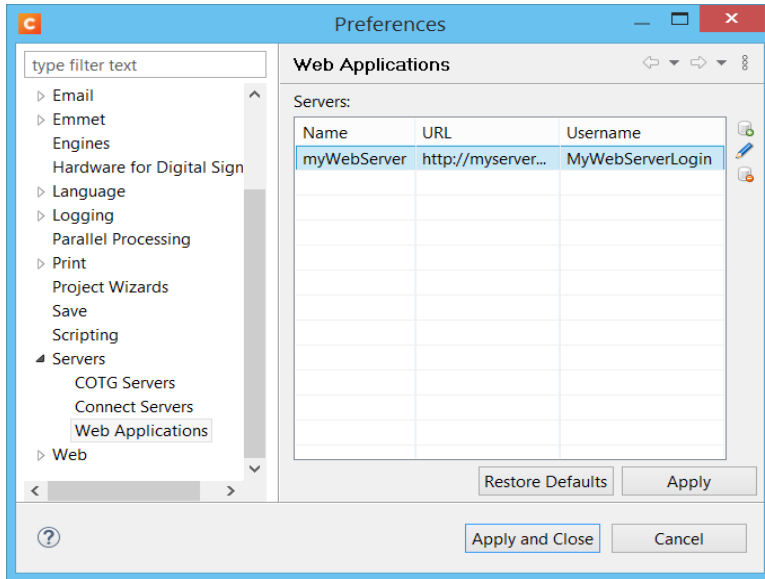 C
Preferences
type filter text
Email
Emmet
Engines
Hardware for Digital Sign
Language
Logging
Parallel Processing
Print
Project Wizards
Save
Scripting
Servers
COTG Servers
Connect Servers
Web Applications
Web
Web Applications
Servers:
Name URL Username
myWebServer http://myserver... MyWebServerLogin
Restore Defaults Apply
? Apply and Close Cancel